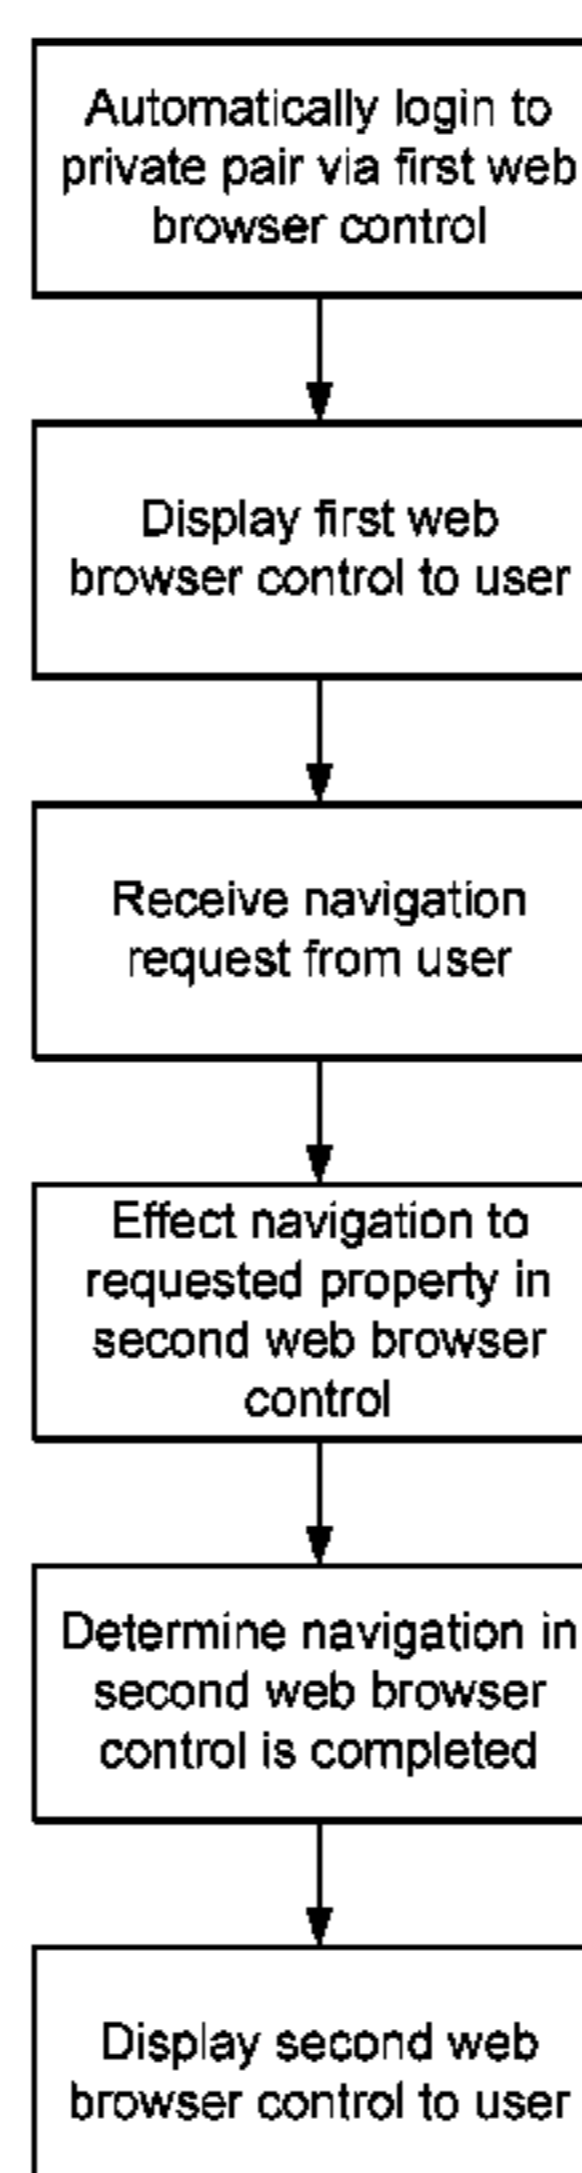 Automatically login to
private pair via first web
browser control
Display first web
browser control to user
Receive navigation
request from user
Effect navigation to
requested property in
second web browser
control
Determine navigation in
second web browser
control is completed
Display second web
browser control to user